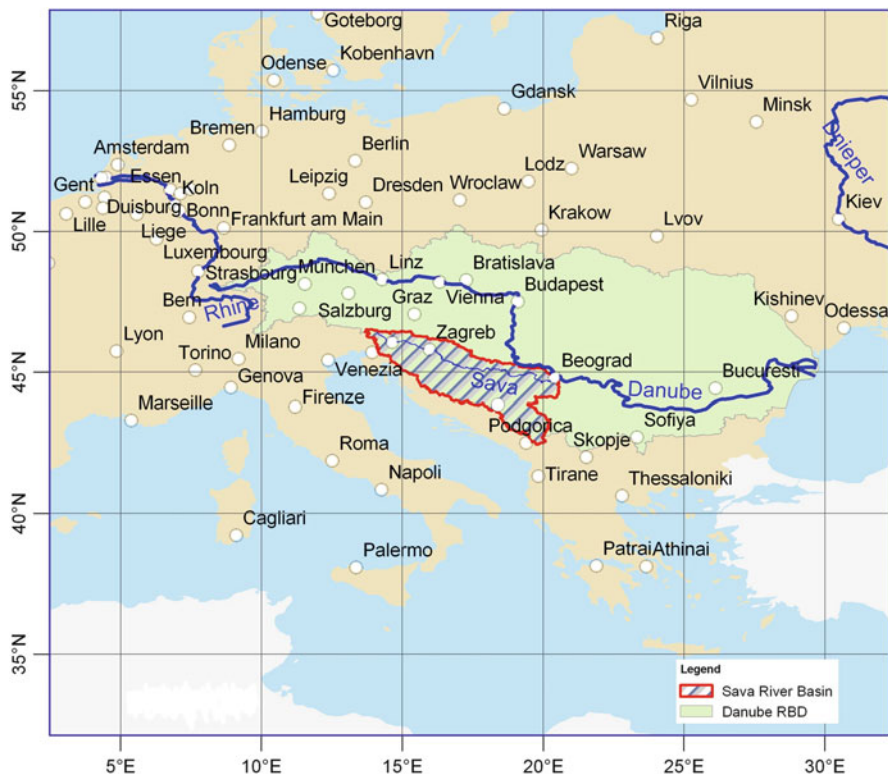 Goteborg
Riga
Kobenhavn
Odense
55°N
Vilnius
Gdansk
Minsk
Hamburg
Bremen
Dnieper
Amsterdam
Berlin
Lodz
Warsaw
Essen
Leipzig
Dresden
Wroclaw
Gent
Koln
Kiev
Duisburg
Bonn
Frankfurt am Main
Krakow
Lvov
Lille
50°N
Liege
Luxembourg
Strasbourg
München
Linz
Bratislava
Bern
Rhine
Salzburg
Graz
Vienna
Budapest
Kishinev
Odessa
Lyon
Milano
Zagreb
Torino
Venezia
Beograd
Bucuresti
45°N
Genova
Sava
Danube
Marseille
Firenze
Podgorica
Sofiya
Skopje
Roma
Napoli
Tirane
Thessaloniki
40°N
Cagliari
Palermo
Patrai
Athinai
35°N
Legend
Sava River Basin
Danube RBD
5°E
10°E
15°E
20°E
25°E
30°E